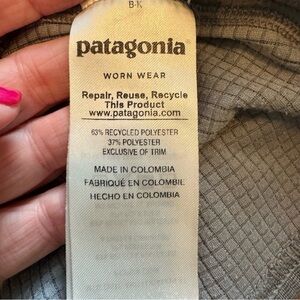 B-K
patagonia
WORN WEAR
Repair, Reuse, Recycle
This Product
www.patagonia.com
63% RECYCLED POLYESTER
37% POLYESTER
EXCLUSIVE OF TRIM
MADE IN COLOMBIA
FABRIQUÉ EN COLOMBIE
HECHO EN COLOMBIA